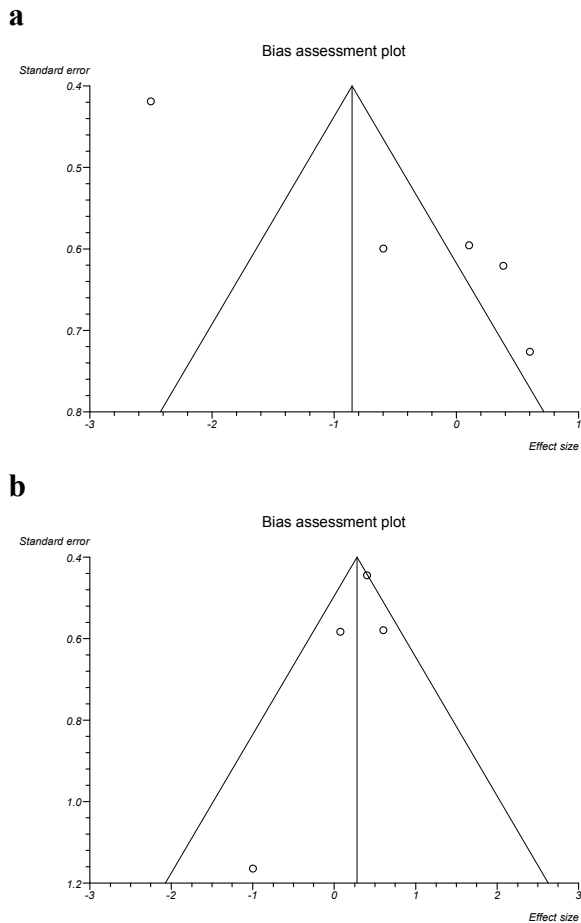 a
Bias assessment plot
Standard error
0.4
0.5
0.6
0.7
0.8
-3 -2 -1 0 1
Effect size
b
Bias assessment plot
Standard error
0.4
0.6
0.8
1.0
1.2
-3 -2 -1 0 1 2 3
Effect size